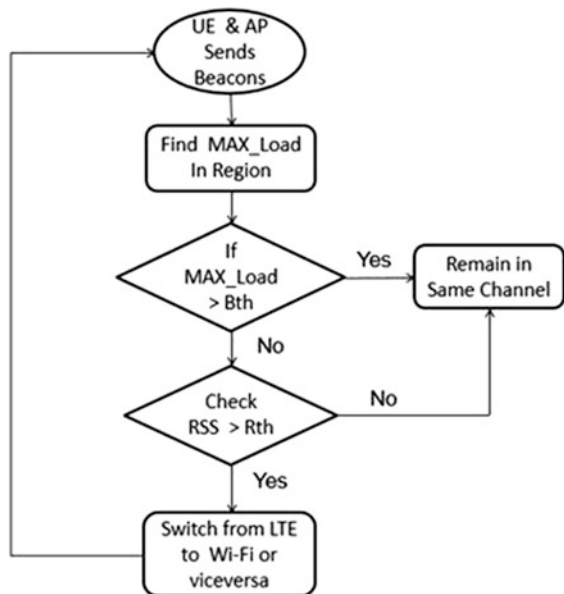 UE & AP
Sends
Beacons
Find MAX_Load
In Region
If
MAX_Load
> Bth
Yes
Remain in
Same Channel
No
Check
RSS > Rth
No
Yes
Switch from LTE
to Wi-Fi or
viceversa